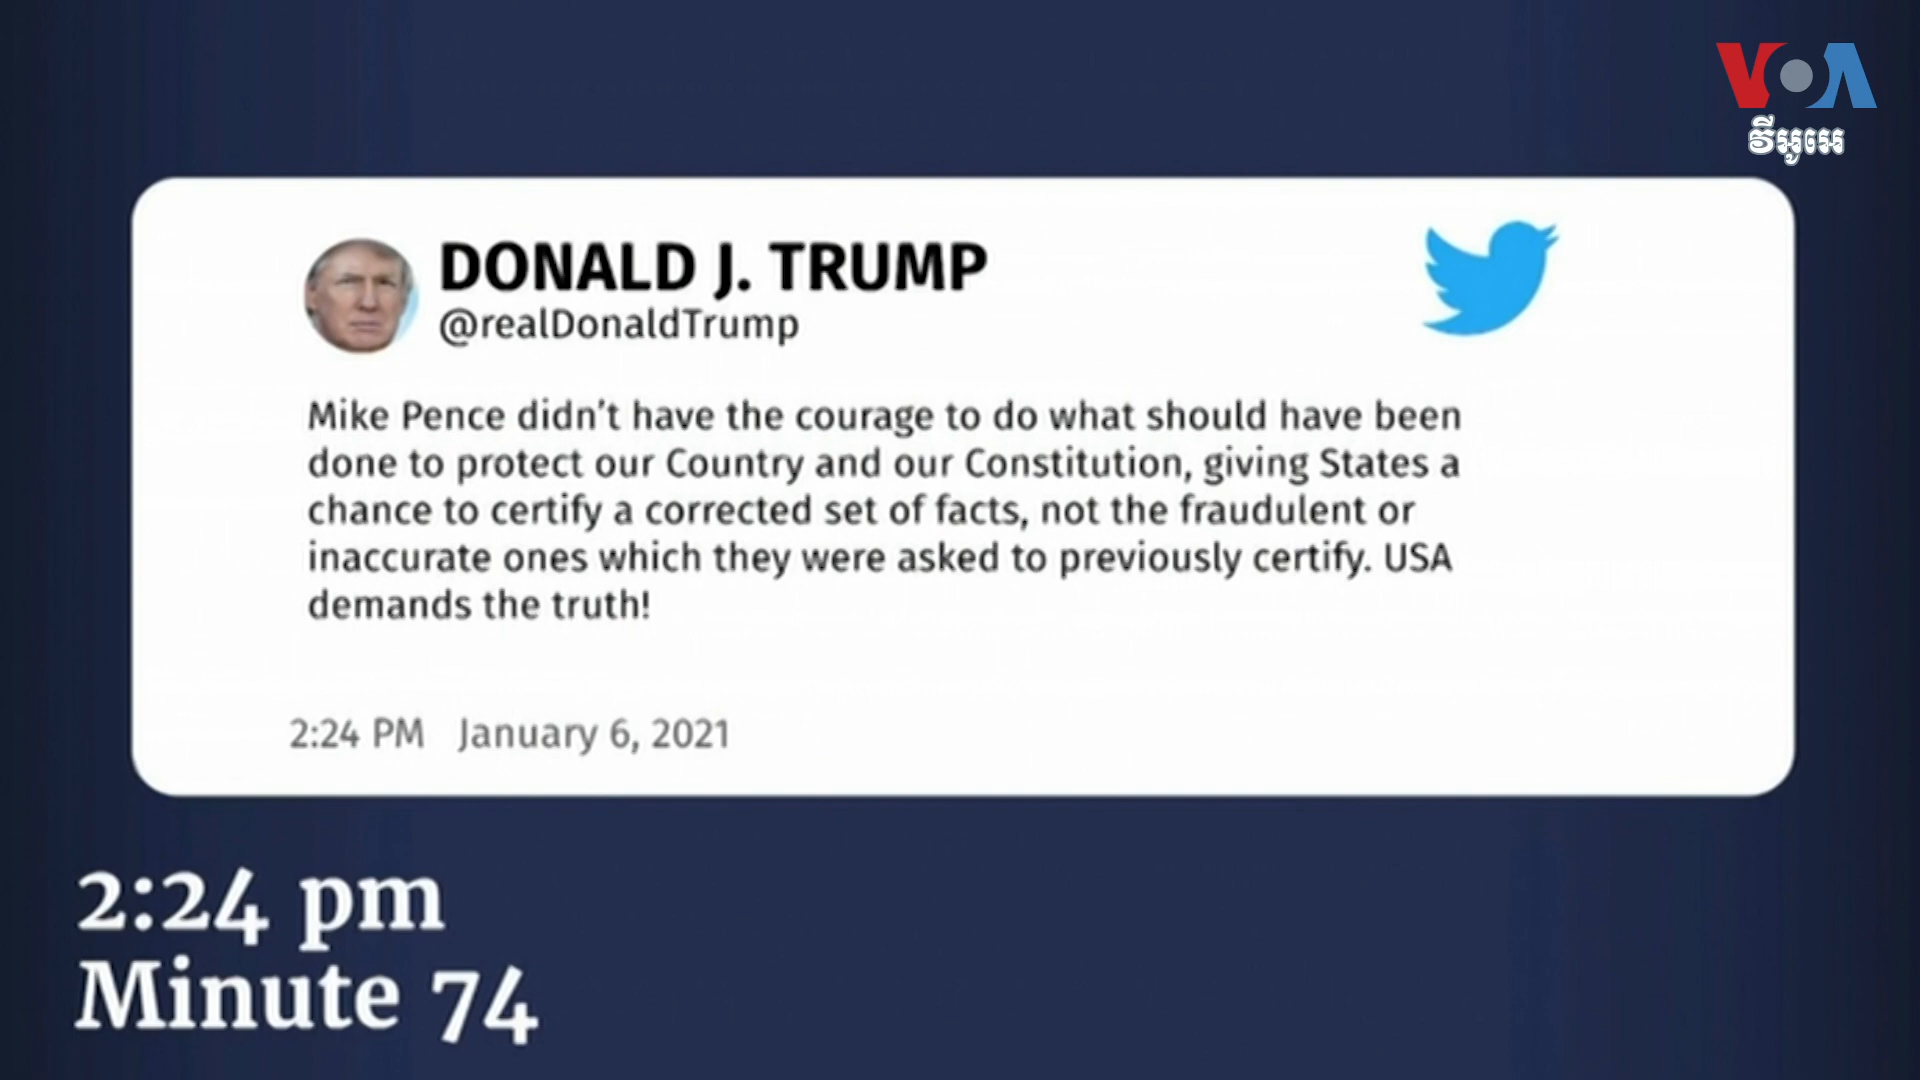 VOA
វីអូអេ
DONALD J. TRUMP
@realDonaldTrump
Mike Pence didn’t have the courage to do what should have been
done to protect our Country and our Constitution, giving States a
chance to certify a corrected set of facts, not the fraudulent or
inaccurate ones which they were asked to previously certify. USA
demands the truth!
2:24 PM January 6, 2021
2:24 pm
Minute 74